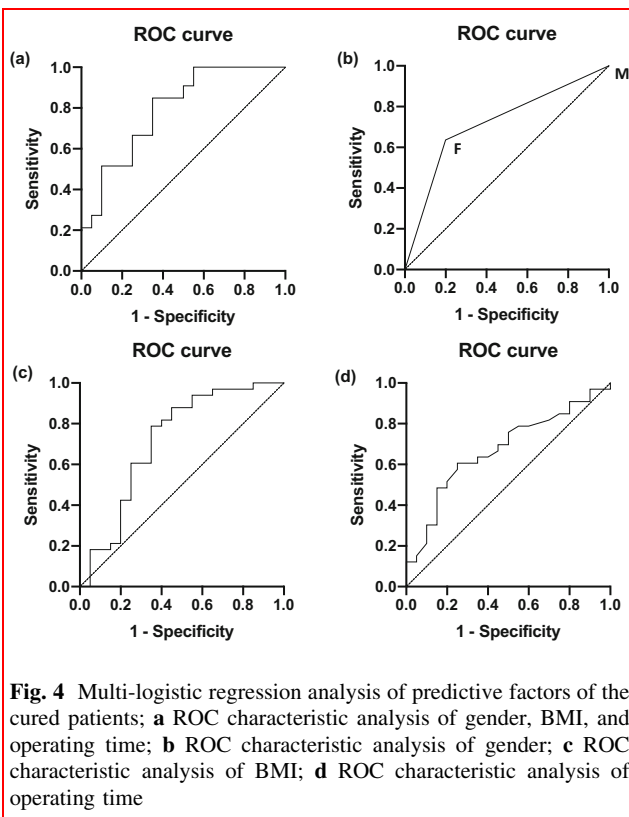 ROC curve
(a)
1.0
0.8
0.6
0.4
0.2
0.0
Sensitivity
0.0 0.2 0.4 0.6 0.8 1.0
1 - Specificity
ROC curve
(b)
1.0
0.8
0.6
0.4
0.2
0.0
Sensitivity
M
F
0.0 0.2 0.4 0.6 0.8 1.0
1 - Specificity
ROC curve
(c)
1.0
0.8
0.6
0.4
0.2
0.0
Sensitivity
0.0 0.2 0.4 0.6 0.8 1.0
1 - Specificity
ROC curve
(d)
1.0
0.8
0.6
0.4
0.2
0.0
Sensitivity
0.0 0.2 0.4 0.6 0.8 1.0
1 - Specificity
Fig. 4 Multi-logistic regression analysis of predictive factors of the
cured patients; a ROC characteristic analysis of gender, BMI, and
operating time; b ROC characteristic analysis of gender; c ROC
characteristic analysis of BMI; d ROC characteristic analysis of
operating time